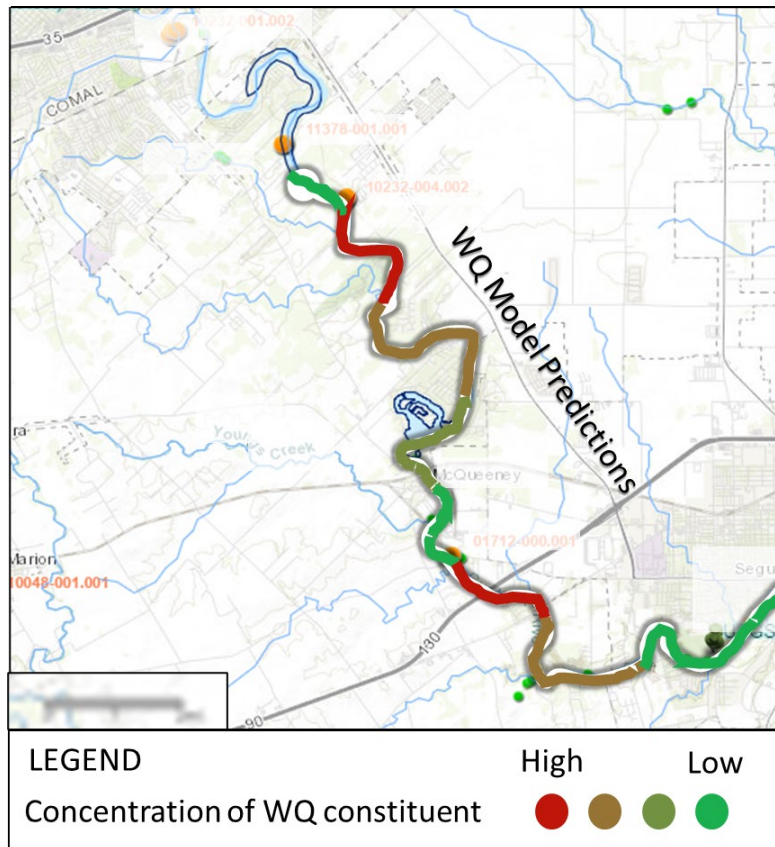 10232-001.002
35
COMAL
11378-001.001
10232-004.002
WQ Model Predictions
Creek
McQueeney
01712-000.001
Marion
10048-001.001
Segu
130
90
LEGEND
High Low
Concentration of WQ constituent